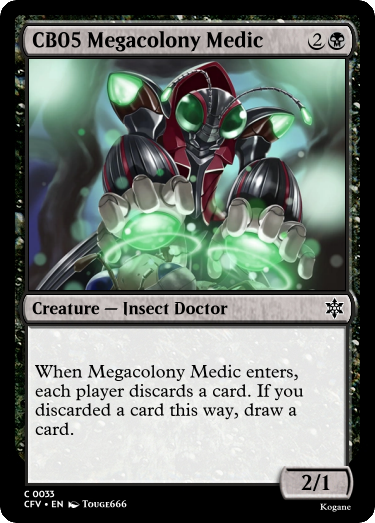 CB05 Megacolony Medic 2
Creature — Insect Doctor
When Megacolony Medic enters,
each player discards a card. If you
discarded a card this way, draw a
card.
2/1
C 0033
CFV • EN Touge666
Kogane